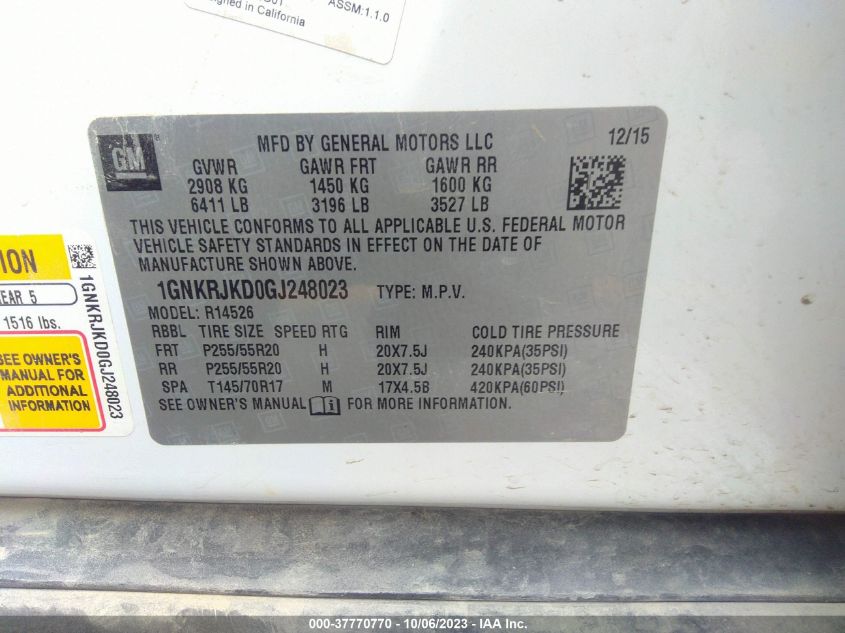 igned in California
ASSM:1.1.0
GM
MFD BY GENERAL MOTORS LLC 12/15
GVWR GAWR FRT GAWR RR
2908 KG 1450 KG 1600 KG
6411 LB 3196 LB 3527 LB
THIS VEHICLE CONFORMS TO ALL APPLICABLE U.S. FEDERAL MOTOR
VEHICLE SAFETY STANDARDS IN EFFECT ON THE DATE OF
MANUFACTURE SHOWN ABOVE.
1GNKRJKD0GJ248023 TYPE: M.P.V.
MODEL: R14526
RBBL TIRE SIZE SPEED RTG RIM COLD TIRE PRESSURE
FRT P255/55R20 H 20X7.5J 240KPA(35PSI)
RR P255/55R20 H 20X7.5J 240KPA(35PSI)
SPA T145/70R17 M 17X4.5B 420KPA(60PSI)
SEE OWNER'S MANUAL i FOR MORE INFORMATION.
ION
EAR 5
1516 lbs.
SEE OWNER'S
MANUAL FOR
ADDITIONAL
INFORMATION
1GNKRJKD0GJ248023
000-37770770 - 10/06/2023 - IAA Inc.